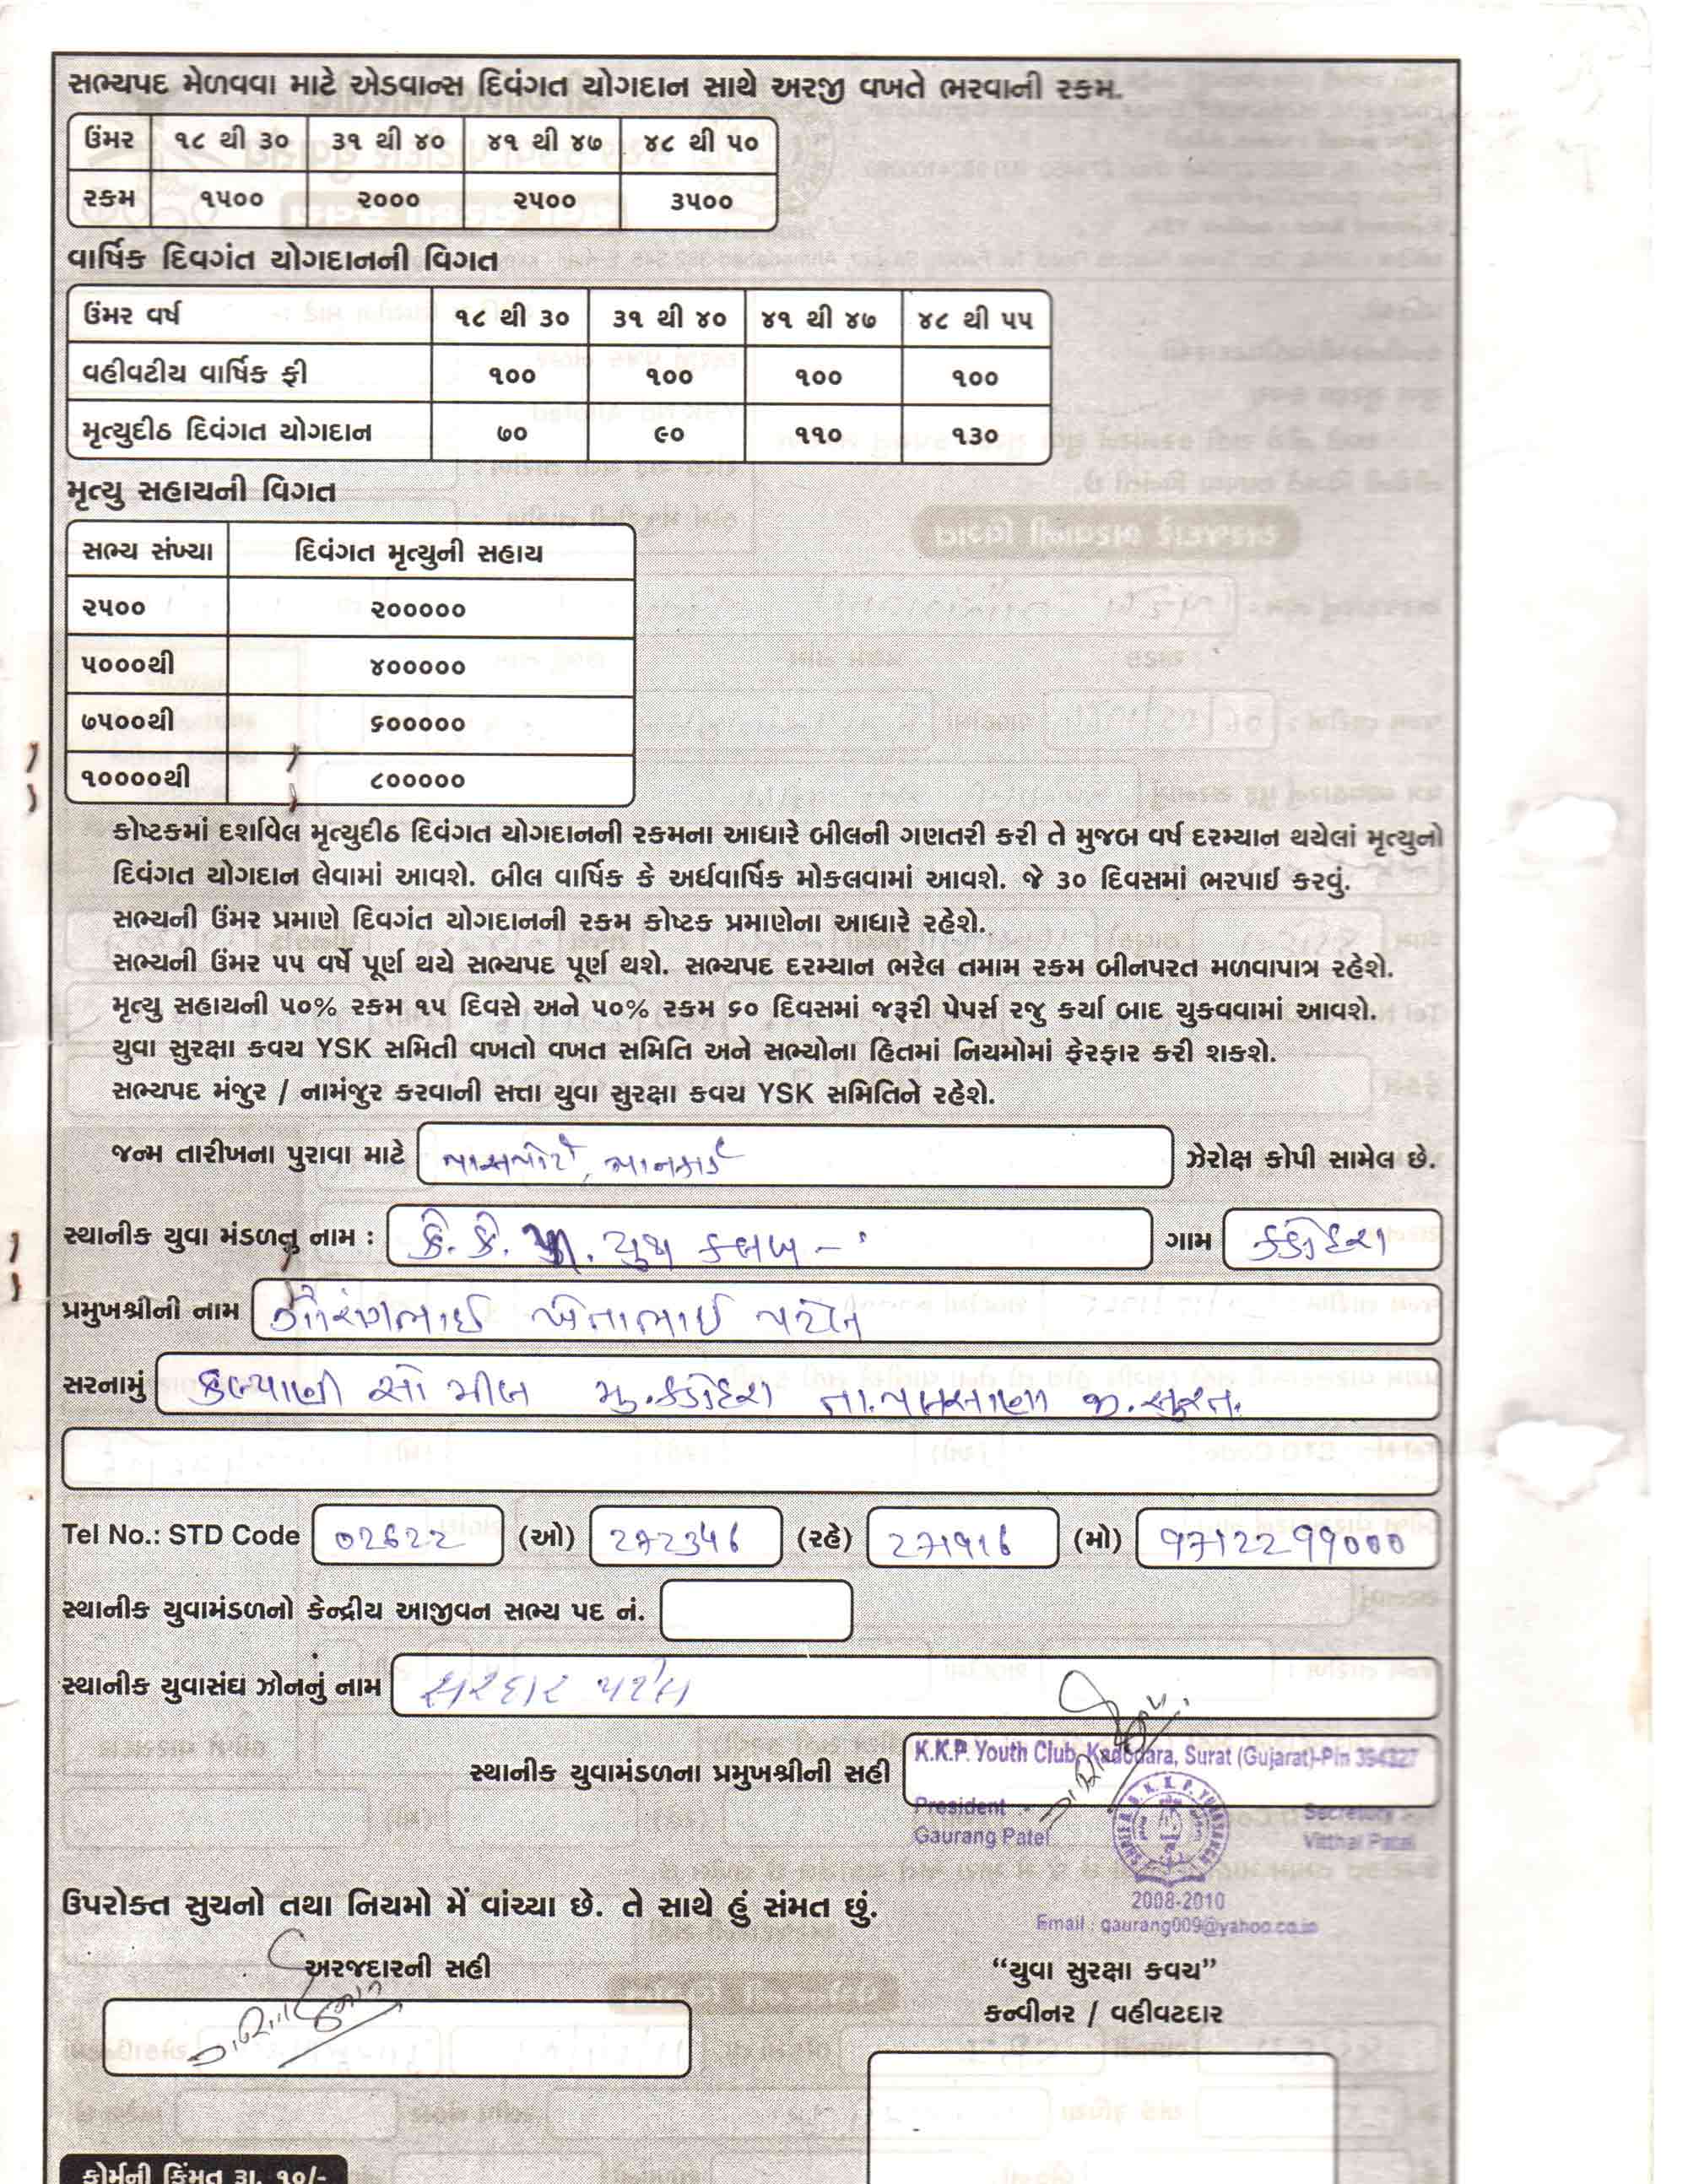 સભ્યપદ મેળવવા માટે એડવાન્સ દિવંગત યોગદાન સાથે અરજી વખતે ભરવાની રકમ.
ઉંમર ૧૮ થી ૩૦ ૩૧ થી ૪૦ ૪૧ થી ૪૭ ૪૮ થી ૫૦
રકમ ૧૫૦૦ ૨૦૦૦ ૨૫૦૦ ૩૫૦૦
વાર્ષિક દિવગંત યોગદાનની વિગત
ઉંમર વર્ષ ૧૮ થી ૩૦ ૩૧ થી ૪૦ ૪૧ થી ૪૭ ૪૮ થી ૫૫
વહીવટીય વાર્ષિક ફી ૧૦૦ ૧૦૦ ૧૦૦ ૧૦૦
મૃત્યુદીઠ દિવંગત યોગદાન ૭૦ ૯૦ ૧૧૦ ૧૩૦
મૃત્યુ સહાયની વિગત
સભ્ય સંખ્યા દિવંગત મૃત્યુની સહાય
૨૫૦૦ ૨૦૦૦૦૦
૫૦૦૦થી ૪૦૦૦૦૦
૭૫૦૦થી ૬૦૦૦૦૦
૧૦૦૦૦થી ૮૦૦૦૦૦
કોષ્ટકમાં દર્શાવેલ મૃત્યુદીઠ દિવંગત યોગદાનની રકમના આધારે બીલની ગણતરી કરી તે મુજબ વર્ષ દરમ્યાન થયેલાં મૃત્યુનો
દિવંગત યોગદાન લેવામાં આવશે. બીલ વાર્ષિક કે અર્ધવાર્ષિક મોકલવામાં આવશે. જે ૩૦ દિવસમાં ભરપાઈ કરવું.
સભ્યની ઉંમર પ્રમાણે દિવગંત યોગદાનની રકમ કોષ્ટક પ્રમાણેના આધારે રહેશે.
સભ્યની ઉંમર ૫૫ વર્ષે પૂર્ણ થયે સભ્યપદ પૂર્ણ થશે. સભ્યપદ દરમ્યાન ભરેલ તમામ રકમ બીનપરત મળવાપાત્ર રહેશે.
મૃત્યુ સહાયની ૫૦% રકમ ૧૫ દિવસે અને ૫૦% રકમ ૬૦ દિવસમાં જરૂરી પેપર્સ રજુ કર્યા બાદ ચુકવવામાં આવશે.
યુવા સુરક્ષા કવચ YSK સમિતી વખતો વખત સમિતિ અને સભ્યોના હિતમાં નિયમોમાં ફેરફાર કરી શકશે.
સભ્યપદ મંજુર / નામંજુર કરવાની સત્તા યુવા સુરક્ષા કવચ YSK સમિતિને રહેશે.
જન્મ તારીખના પુરાવા માટે પાસપોર્ટ, પાનકાર્ડ ઝેરોક્ષ કોપી સામેલ છે.
સ્થાનીક યુવા મંડળનુ નામ : કે. કે. પી. યુથ કલબ - ગામ કડોદરા
પ્રમુખશ્રીની નામ ગૌરાંગભાઈ પટેલ
સરનામું કલ્યાણી સો મીલ મુ.કડોદરા તા.પલસાણા જી.સુરત.
Tel No.: STD Code 02622 (ઓ) 272346 (રહે) 271916 (મો) 9712299000
સ્થાનીક યુવામંડળનો કેન્દ્રીય આજીવન સભ્ય પદ નં.
સ્થાનીક યુવાસંઘ ઝોનનું નામ સરદાર પટેલ
સ્થાનીક યુવામંડળના પ્રમુખશ્રીની સહી
K.K.P. Youth Club, Kadodara, Surat (Gujarat)-Pin 394327
President :- Secretary
Gaurang Patel Vitthal Patel
2008-2010
Email : gaurang009@yahoo.co.in
ઉપરોક્ત સુચનો તથા નિયમો મેં વાંચ્યા છે. તે સાથે હું સંમત છું.
અરજદારની સહી
“યુવા સુરક્ષા કવચ”
કન્વીનર / વહીવટદાર
ફોર્મની કિંમત રૂા. ૧૦/-